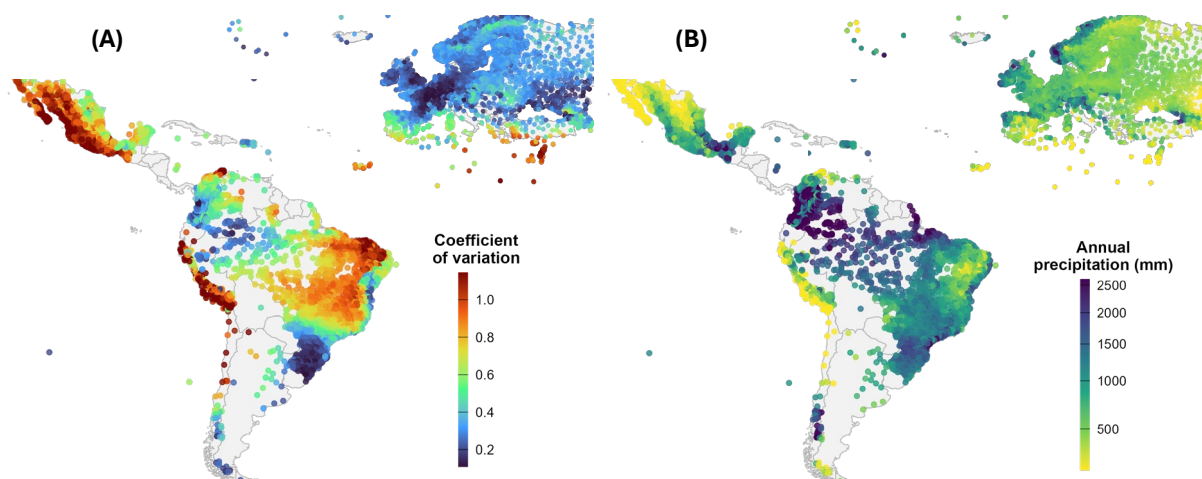 (A)
Coefficient
of variation
1.0
0.8
0.6
0.4
0.2
(B)
Annual
precipitation (mm)
2500
2000
1500
1000
500